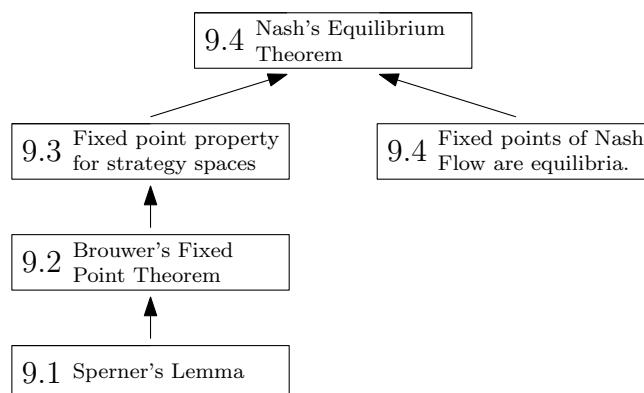 9.4 Nash's Equilibrium
Theorem
9.3 Fixed point property
for strategy spaces
9.4 Fixed points of Nash
Flow are equilibria.
9.2 Brouwer's Fixed
Point Theorem
9.1 Sperner's Lemma